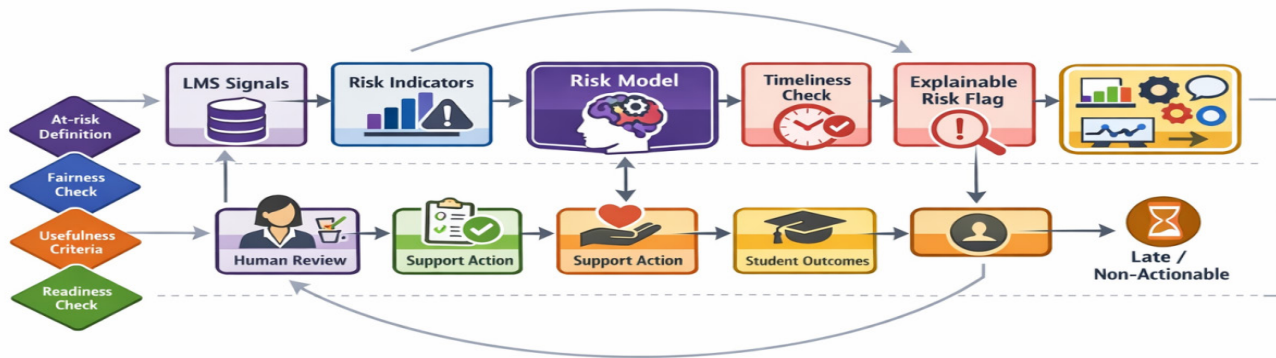 LMS Signals
Risk Indicators
Risk Model
Timeliness
Check
Explainable
Risk Flag
At-risk
Definition
Fairness
Check
Usefulness
Criteria
Readiness
Check
Human Review
Support Action
Support Action
Student Outcomes
Late /
Non-Actionable